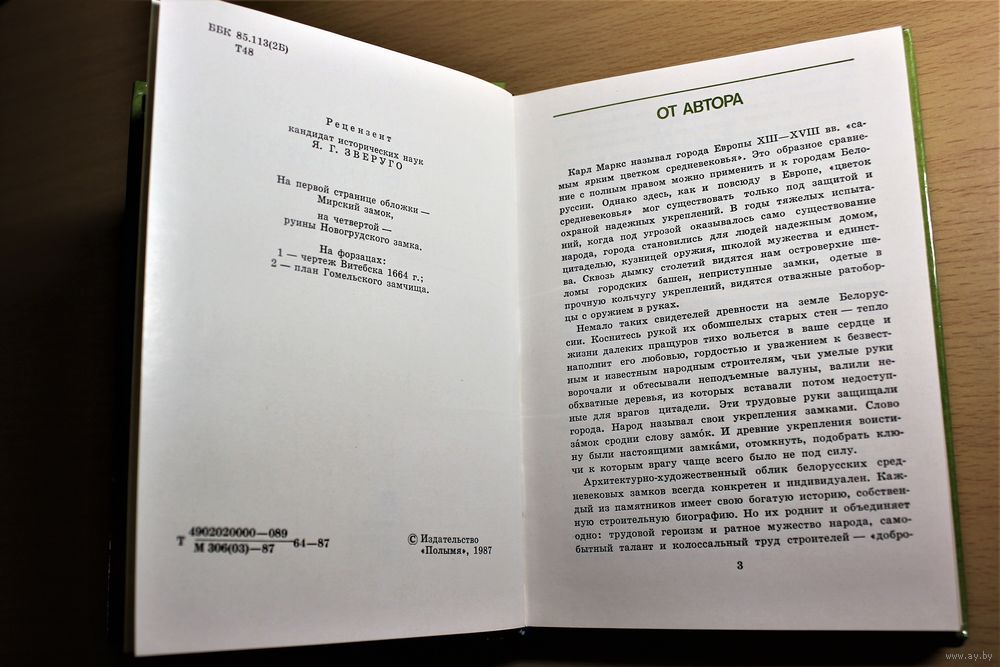 ББК 85.113(2Б)
Т48
Рецензент
кандидат исторических наук
Я. Г. ЗВЕРУГО
На первой странице обложки —
Мирский замок,
на четвертой —
руины Новогрудского замка.
На форзацах:
1 — чертеж Витебска 1664 г.;
2 — план Гомельского замчища.
Т 4902020000—089
М 306(03)—87 64—87
© Издательство
«Полымя», 1987
ОТ АВТОРА
Карл Маркс называл города Европы XIII—XVIII вв. «са-
мым ярким цветком средневековья». Это образное сравне-
ние с полным правом можно применить и к городам Бело-
руссии. Однако здесь, как и повсюду в Европе, «цветок
средневековья» мог существовать только под защитой и
охраной надежных укреплений. В годы тяжелых испыта-
ний, когда под угрозой оказывалось само существование
народа, города становились для людей надежным домом,
цитаделью, кузницей оружия, школой мужества и единст-
ва. Сквозь дымку столетий видятся нам островерхие ше-
ломы городских башен, неприступные замки, одетые в
прочную кольчугу укреплений, видятся отважные ратобор-
цы с оружием в руках.
Немало таких свидетелей древности на земле Белорус-
сии. Коснитесь рукой их обомшелых старых стен — тепло
жизни далеких пращуров тихо вольется в ваше сердце и
наполнит его любовью, гордостью и уважением к безвест-
ным и известным народным строителям, чьи умелые руки
ворочали и обтесывали неподъемные валуны, валили не-
обхватные деревья, из которых вставали потом недоступ-
ные для врагов цитадели. Эти трудовые руки защищали
города. Народ называл свои укрепления замками. Слово
за́мок сродни слову замо́к. И древние укрепления воисти-
ну были настоящими замка́ми, отомкнуть, подобрать клю-
чи к которым врагу чаще всего было не под силу.
Архитектурно-художественный облик белорусских сред-
невековых замков всегда конкретен и индивидуален. Каж-
дый из памятников имеет свою богатую историю, собствен-
ную строительную биографию. Но их роднит и объединяет
одно: трудовой героизм и ратное мужество народа, само-
бытный талант и колоссальный труд строителей — «добро-
3
www.ay.by